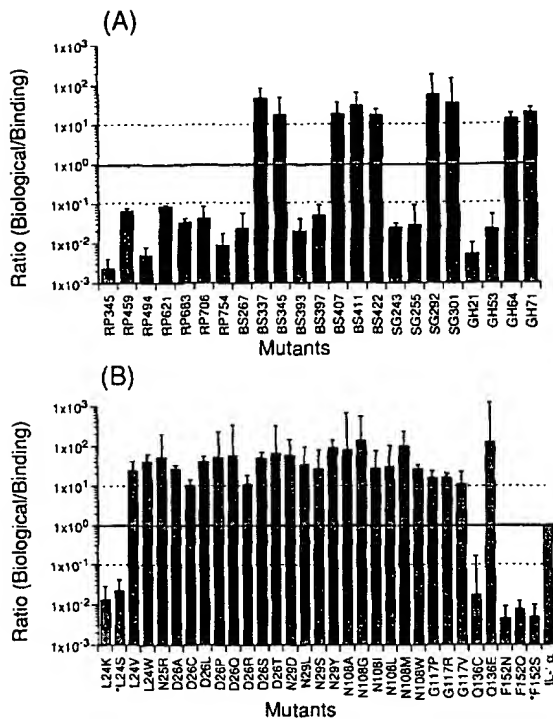 (A)
Ratio (Biological/Binding)
1x10³
1x10²
1x10¹
1x10⁰
1x10⁻¹
1x10⁻²
1x10⁻³
RP345
RP459
RP494
RP621
RP683
RP706
RP754
BS267
BS337
BS345
BS393
BS397
BS407
BS411
BS422
SG243
SG255
SG292
SG301
GH21
GH53
GH64
GH71
Mutants
(B)
Ratio (Biological/Binding)
1x10³
1x10²
1x10¹
1x10⁰
1x10⁻¹
1x10⁻²
1x10⁻³
L24K
*L24S
L24V
L24W
N25R
D26A
D26C
D26L
D26P
D26Q
D26R
D26S
D26T
N29D
N29L
N29S
N29Y
N108A
N108G
N108I
N106L
N108M
N108W
G117P
G117R
G117V
Q136C
Q136E
F152N
F152Q
*F152S
Mutants